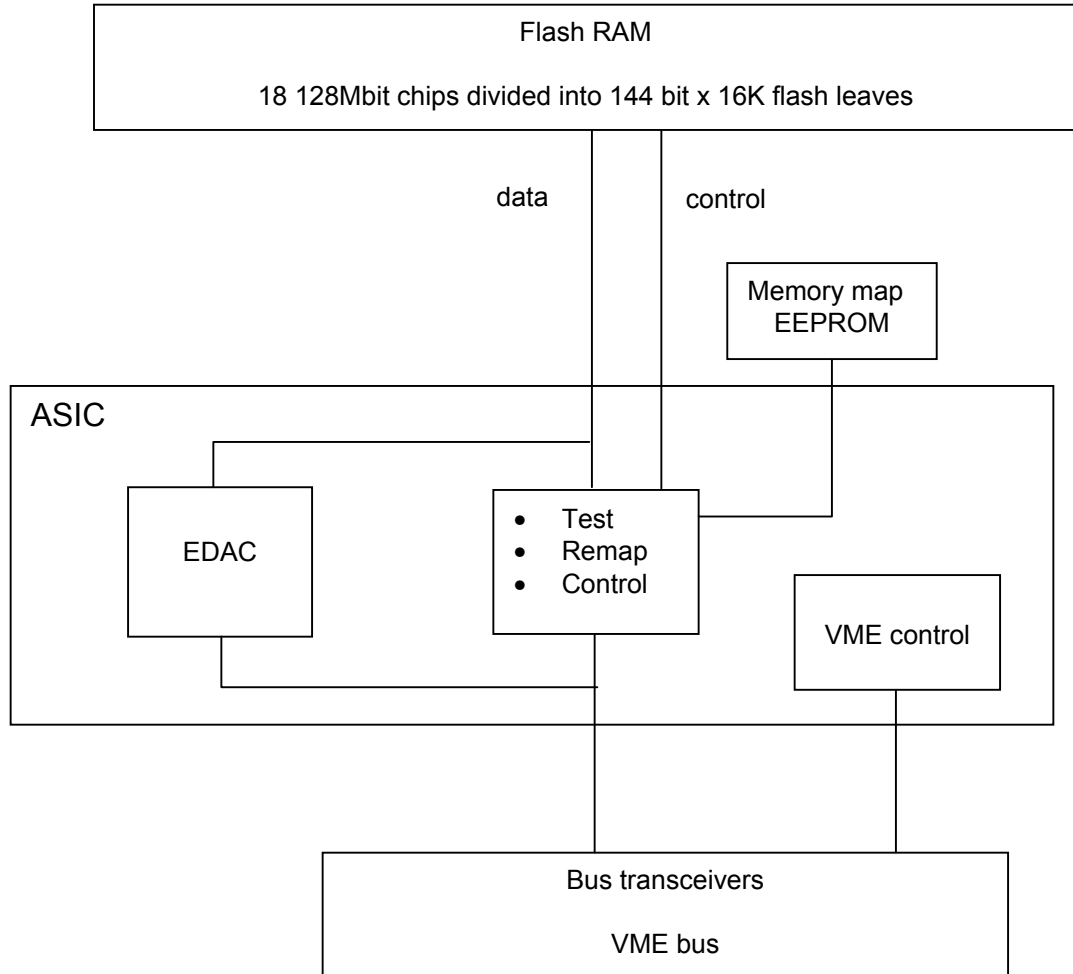 Flash RAM
18 128Mbit chips divided into 144 bit x 16K flash leaves
data
control
Memory map
EEPROM
ASIC
EDAC
• Test
• Remap
• Control
VME control
Bus transceivers
VME bus